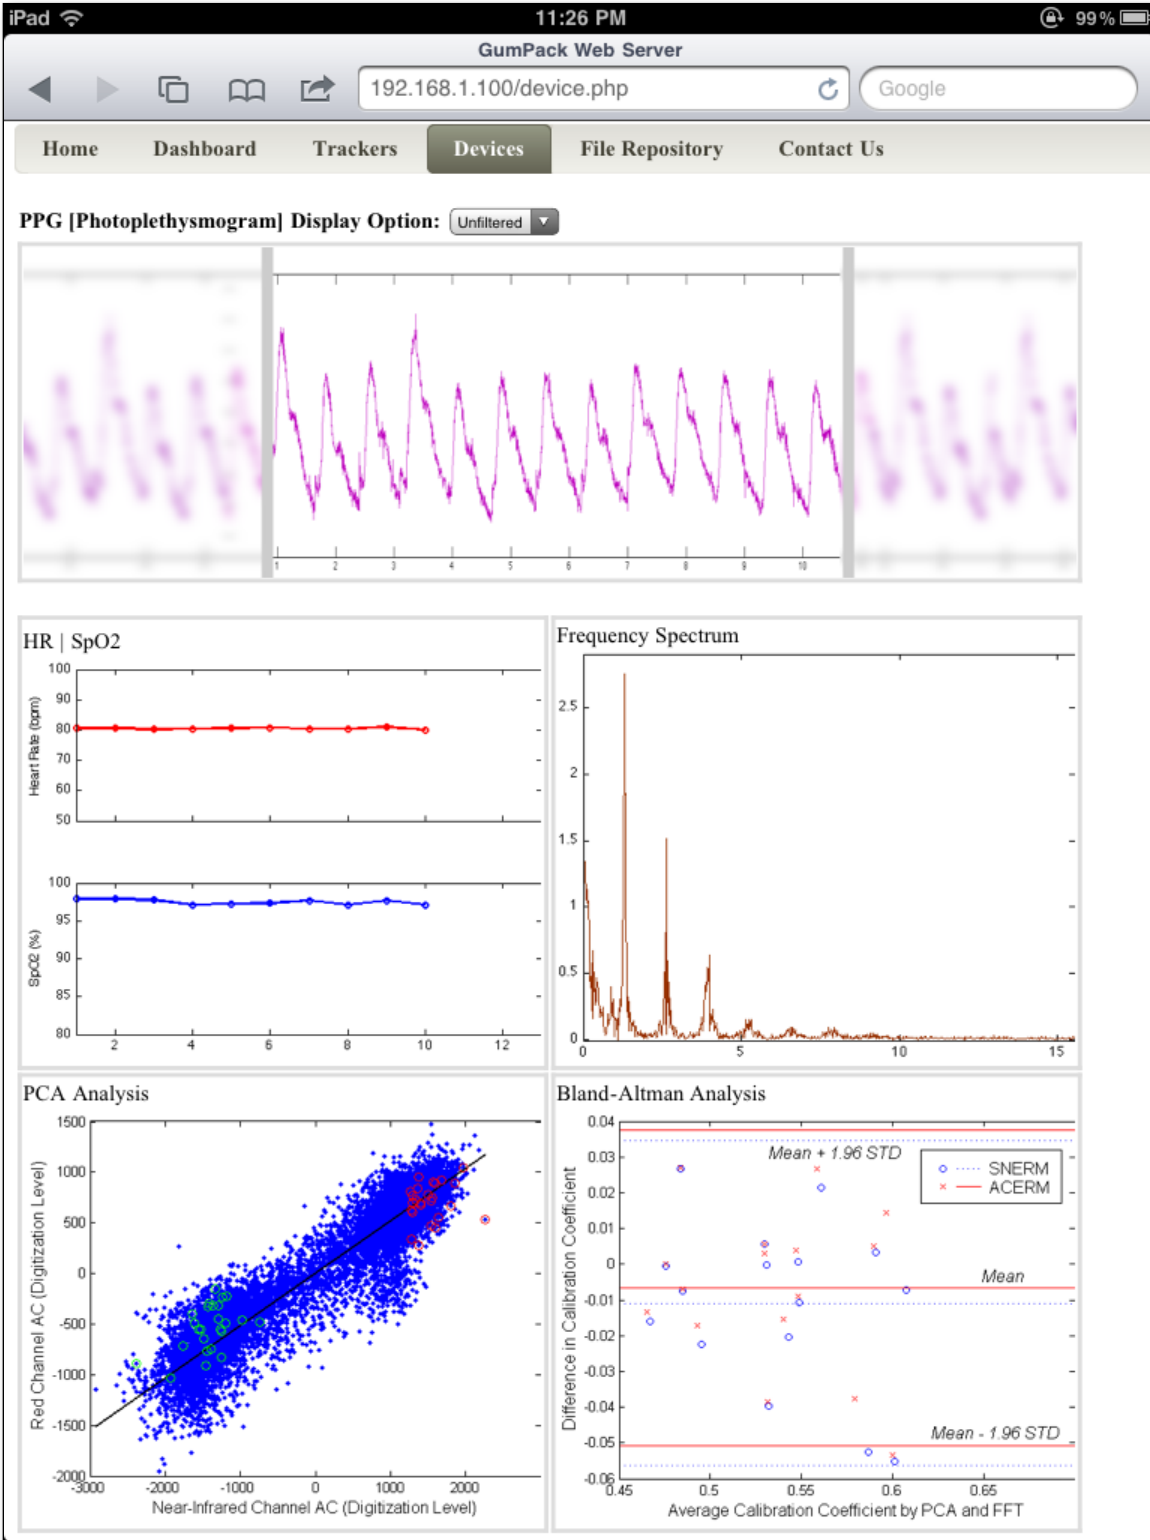 iPad 11:26 PM 99%
GumPack Web Server
192.168.1.100/device.php Google
Home Dashboard Trackers Devices File Repository Contact Us
PPG [Photoplethysmogram] Display Option: Unfiltered
1 2 3 4 5 6 7 8 9 10
HR | SpO2
100
90
80
70
60
50
Heart Rate (bpm)
100
95
90
85
80
SpO2 (%)
2 4 6 8 10 12
Frequency Spectrum
2.5
2
1.5
1
0.5
0
0 5 10 15
PCA Analysis
1500
1000
500
0
-500
-1000
-1500
-2000
Red Channel AC (Digitization Level)
-3000 -2000 -1000 0 1000 2000
Near-Infrared Channel AC (Digitization Level)
Bland-Altman Analysis
0.04
0.03
0.02
0.01
0
-0.01
-0.02
-0.03
-0.04
-0.05
-0.06
Difference in Calibration Coefficient
Mean + 1.96 STD
SNERM
ACERM
Mean
Mean - 1.96 STD
0.45 0.5 0.55 0.6 0.65
Average Calibration Coefficient by PCA and FFT